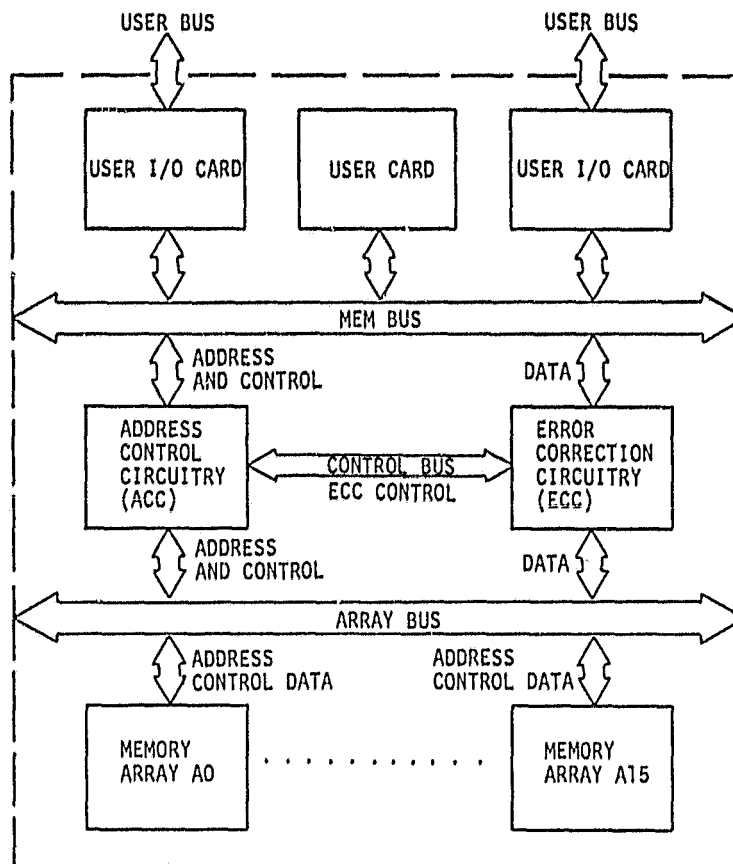 USER BUS
USER BUS
USER I/O CARD
USER CARD
USER I/O CARD
MEM BUS
ADDRESS
AND CONTROL
DATA
ADDRESS
CONTROL
CIRCUITRY
(ACC)
CONTROL BUS
ECC CONTROL
ERROR
CORRECTION
CIRCUITRY
(ECC)
ADDRESS
AND CONTROL
DATA
ARRAY BUS
ADDRESS
CONTROL DATA
ADDRESS
CONTROL DATA
MEMORY
ARRAY A0
MEMORY
ARRAY A15